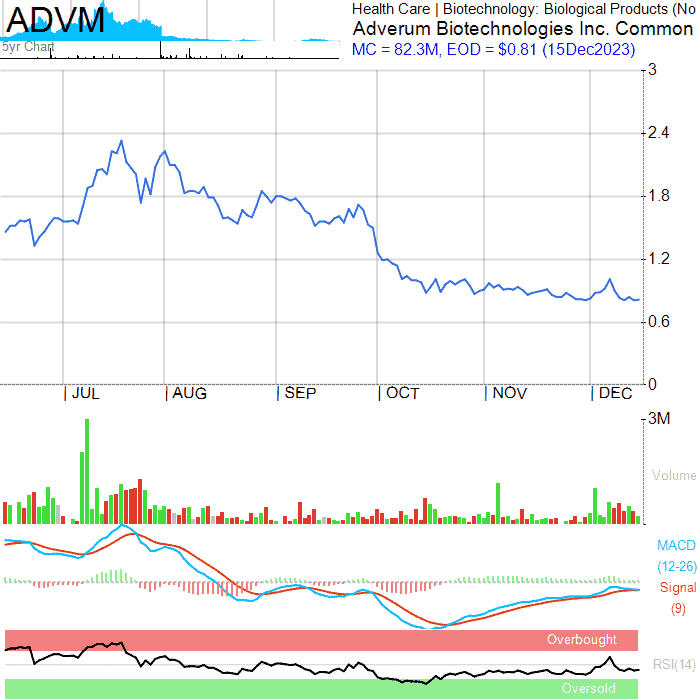 ADVM
5yr Chart
Health Care | Biotechnology: Biological Products (No
Adverum Biotechnologies Inc. Common
MC = 82.3M, EOD = $0.81 (15Dec2023)
3
2.4
1.8
1.2
0.6
0
JUL AUG SEP OCT NOV DEC
3M
Volume
MACD
(12-26)
Signal
(9)
Overbought
RSI(14)
Oversold